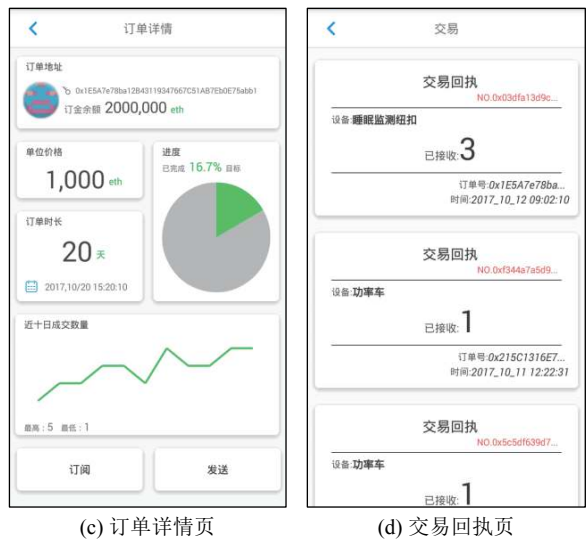 订单详情
订单地址
0x1E5A7e78ba12B43119347667C51AB7Eb0E75abb1
订金余额 2000,000 eth
单位价格
1,000 eth
进度
已完成 16.7% 目标
订单时长
20 天
2017,10/20 15:20:10
近十日成交数量
最高：5 最低：1
订阅
发送
(c) 订单详情页
交易
交易回执
NO.0x03dfa13d9c...
设备:睡眠监测纽扣
已接收:3
订单号:0x1E5A7e78ba...
时间:2017_10_12 09:02:10
交易回执
NO.0xf344a7a5d9...
设备:功率车
已接收:1
订单号:0x215C1316E7...
时间:2017_10_11 12:22:31
交易回执
NO.0x5c5df639d7...
设备:功率车
已接收:1
(d) 交易回执页